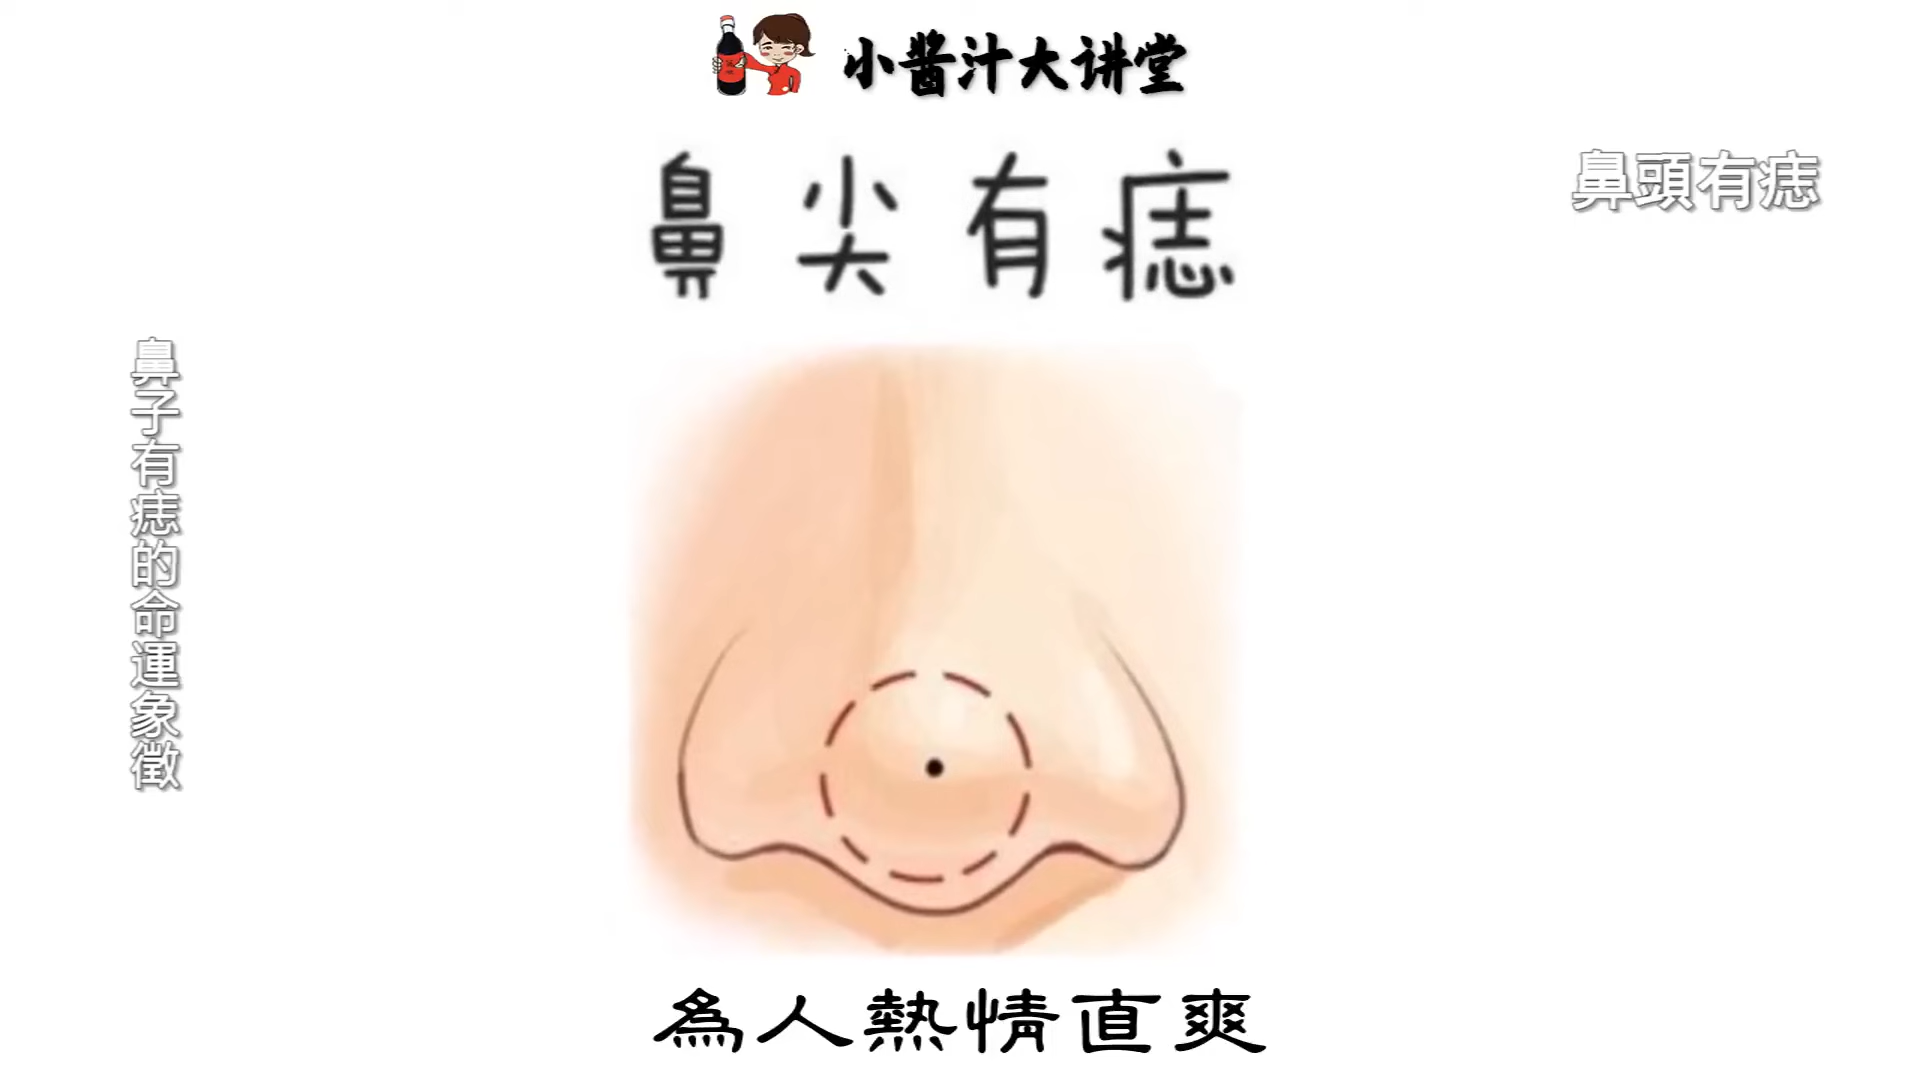 小酱汁大讲堂
鼻尖有痣
鼻頭有痣
鼻子有痣的命運象徵
為人熱情直爽